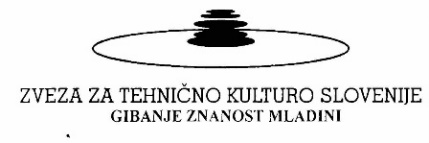 ZVEZA ZA TEHNIČNO KULTURO SLOVENIJE
GIBANJE ZNANOST MLADINI